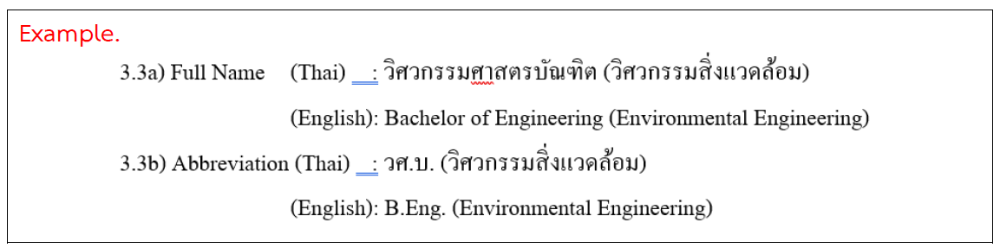 Example.
3.3a) Full Name (Thai) : วิศวกรรมศาสตรบัณฑิต (วิศวกรรมสิ่งแวดล้อม)
(English): Bachelor of Engineering (Environmental Engineering)
3.3b) Abbreviation (Thai) : วศ.บ. (วิศวกรรมสิ่งแวดล้อม)
(English): B.Eng. (Environmental Engineering)